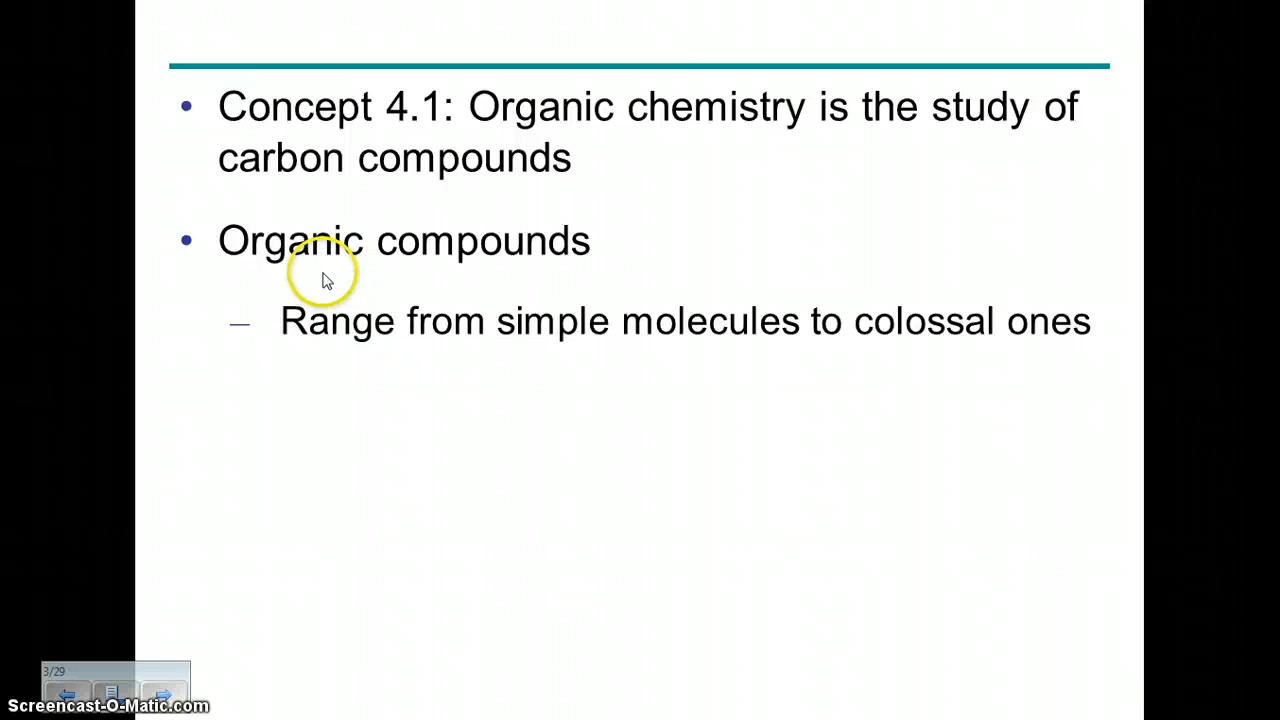 • Concept 4.1: Organic chemistry is the study of
carbon compounds
• Organic compounds
– Range from simple molecules to colossal ones
3/29
Screencast-O-Matic.com